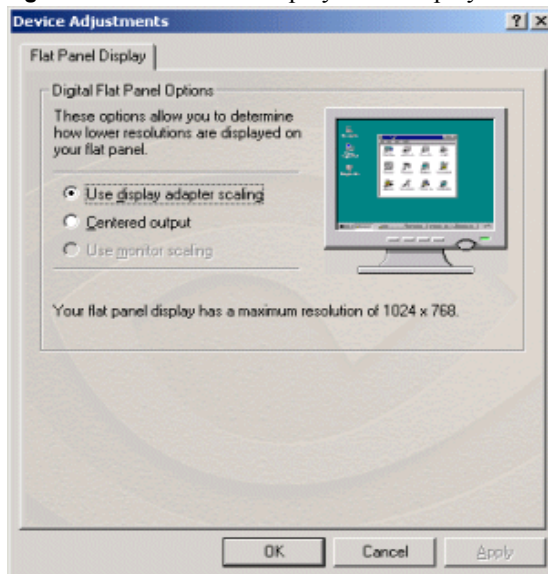 Device Adjustments
Flat Panel Display
Digital Flat Panel Options
These options allow you to determine
how lower resolutions are displayed on
your flat panel.
Use display adapter scaling
Centered output
Use monitor scaling
Your flat panel display has a maximum resolution of 1024 x 768.
OK Cancel Apply